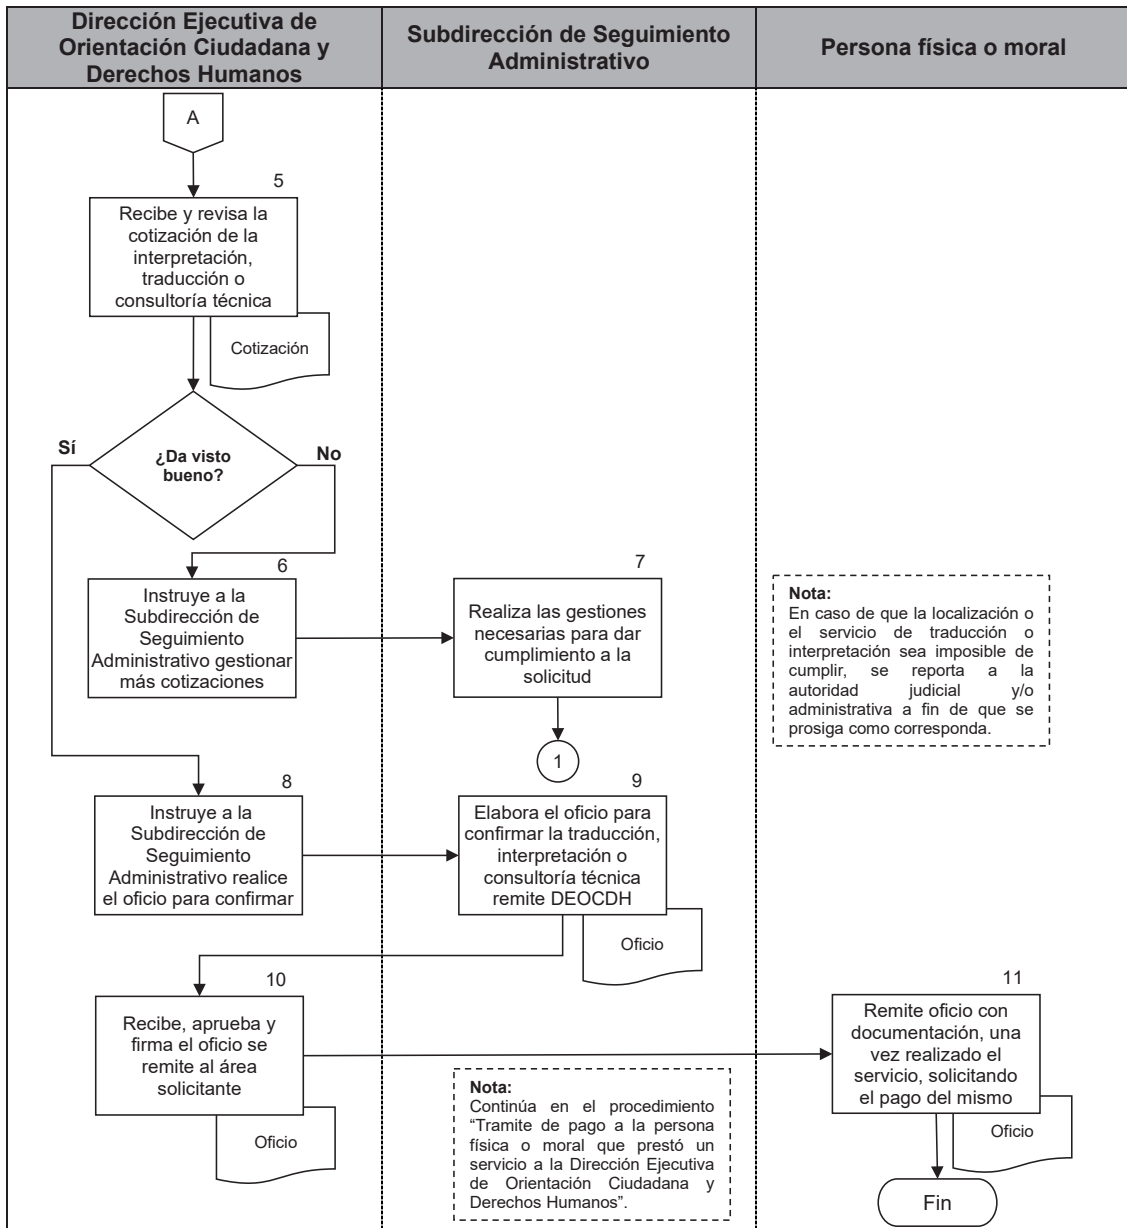 Dirección Ejecutiva de
Orientación Ciudadana y
Derechos Humanos
Subdirección de Seguimiento
Administrativo
Persona física o moral
A
5
Recibe y revisa la
cotización de la
interpretación,
traducción o
consultoría técnica
Cotización
Sí
¿Da visto
bueno?
No
6
Instruye a la
Subdirección de
Seguimiento
Administrativo gestionar
más cotizaciones
7
Realiza las gestiones
necesarias para dar
cumplimiento a la
solicitud
Nota:
En caso de que la localización o
el servicio de traducción o
interpretación sea imposible de
cumplir, se reporta a la
autoridad judicial y/o
administrativa a fin de que se
prosiga como corresponda.
1
8
Instruye a la
Subdirección de
Seguimiento
Administrativo realice
el oficio para confirmar
9
Elabora el oficio para
confirmar la traducción,
interpretación o
consultoría técnica
remite DEOCDH
Oficio
10
Recibe, aprueba y
firma el oficio se
remite al área
solicitante
Oficio
Nota:
Continúa en el procedimiento
“Tramite de pago a la persona
física o moral que prestó un
servicio a la Dirección Ejecutiva
de Orientación Ciudadana y
Derechos Humanos”.
11
Remite oficio con
documentación, una
vez realizado el
servicio, solicitando
el pago del mismo
Oficio
Fin